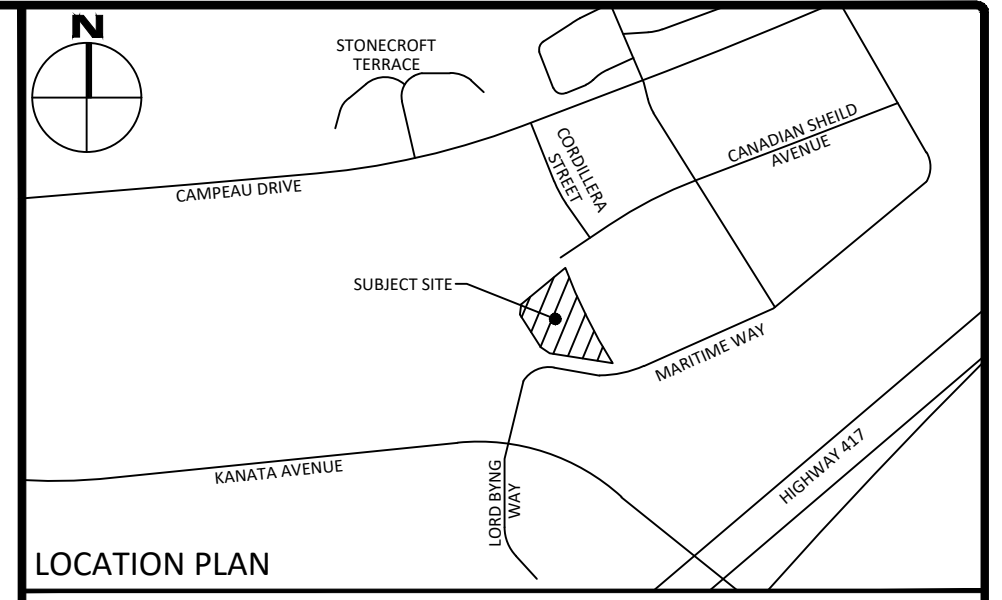 N
STONECROFT
TERRACE
CAMPEAU DRIVE
CORDILLERA
STREET
CANADIAN SHEILD
AVENUE
SUBJECT SITE
MARITIME WAY
KANATA AVENUE
LORD BYNG
WAY
HIGHWAY 417
LOCATION PLAN